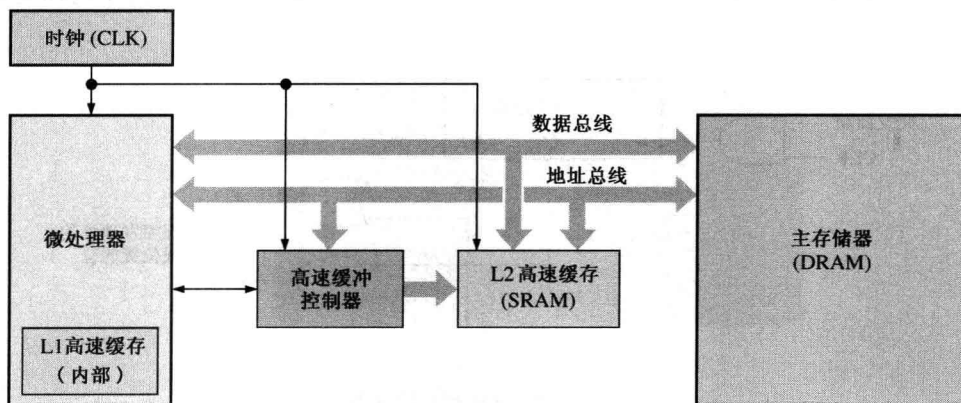 时钟 (CLK)
数据总线
地址总线
微处理器
高速缓冲
控制器
L2 高速缓存
(SRAM)
主存储器
(DRAM)
L1高速缓存
（内部）